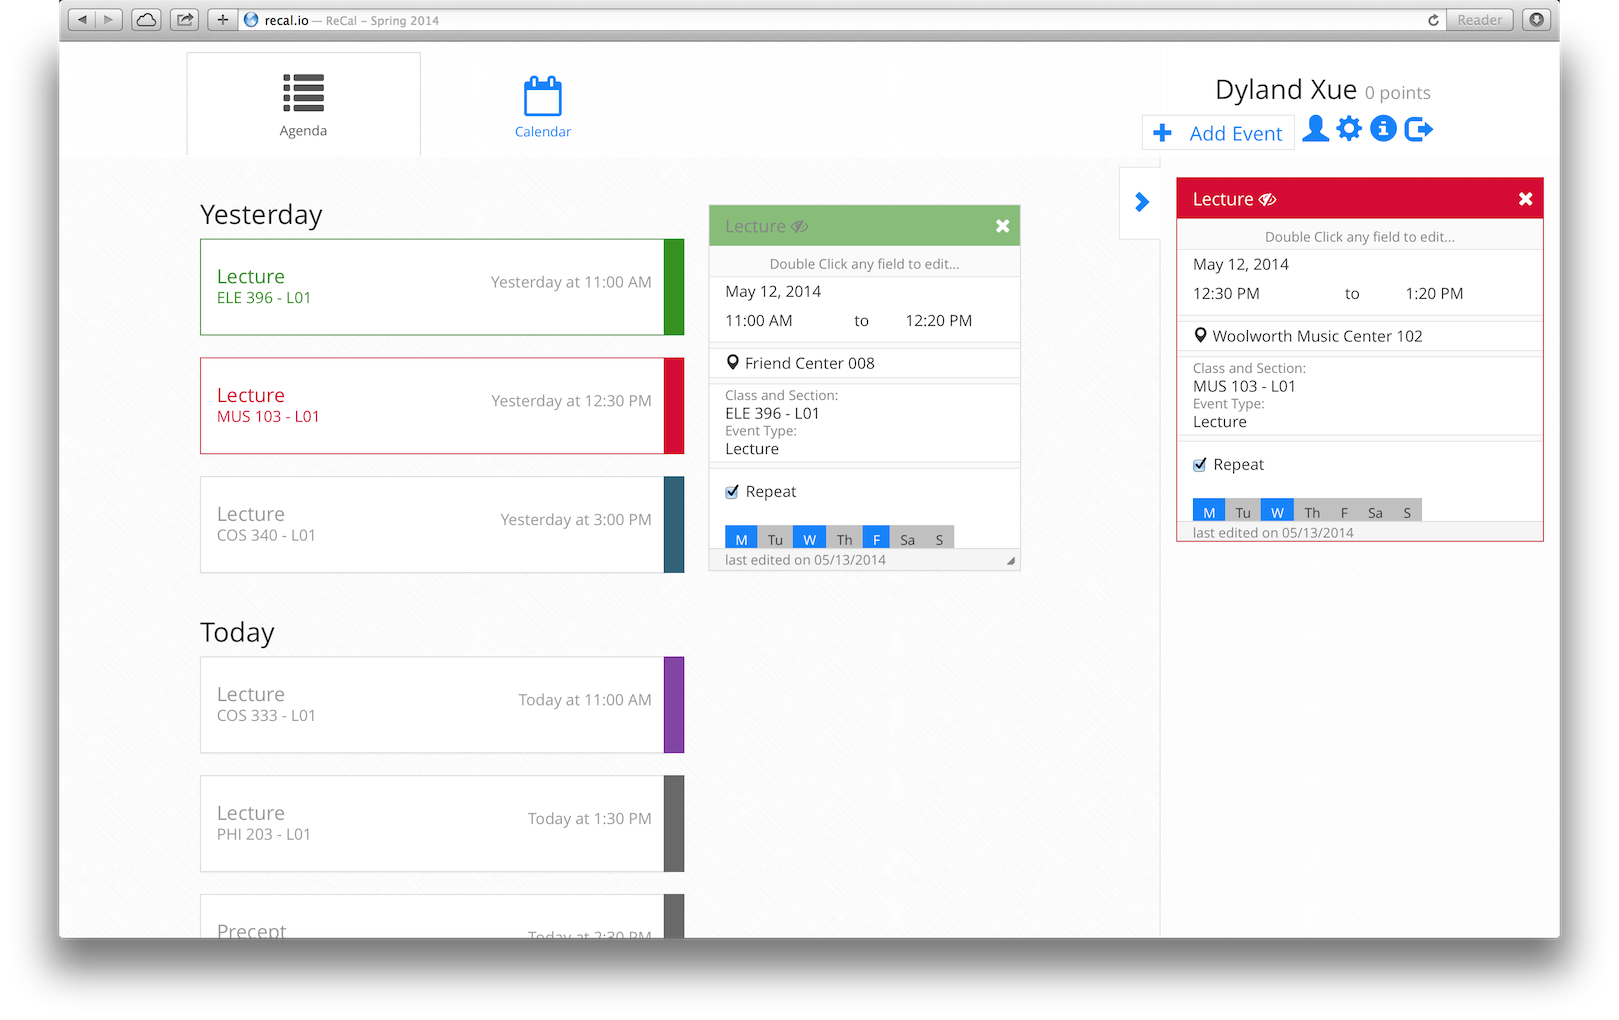 recal.io — ReCal – Spring 2014
Reader
Agenda
Calendar
Dyland Xue 0 points
Add Event
Yesterday
Lecture
Yesterday at 11:00 AM
ELE 396 - L01
Lecture
Yesterday at 12:30 PM
MUS 103 - L01
Lecture
Yesterday at 3:00 PM
COS 340 - L01
Today
Lecture
Today at 11:00 AM
COS 333 - L01
Lecture
Today at 1:30 PM
PHI 203 - L01
Precept
Today at 2:30 PM
Lecture
Double Click any field to edit...
May 12, 2014
11:00 AM to 12:20 PM
Friend Center 008
Class and Section:
ELE 396 - L01
Event Type:
Lecture
Repeat
M Tu W Th F Sa S
last edited on 05/13/2014
Lecture
Double Click any field to edit...
May 12, 2014
12:30 PM to 1:20 PM
Woolworth Music Center 102
Class and Section:
MUS 103 - L01
Event Type:
Lecture
Repeat
M Tu W Th F Sa S
last edited on 05/13/2014